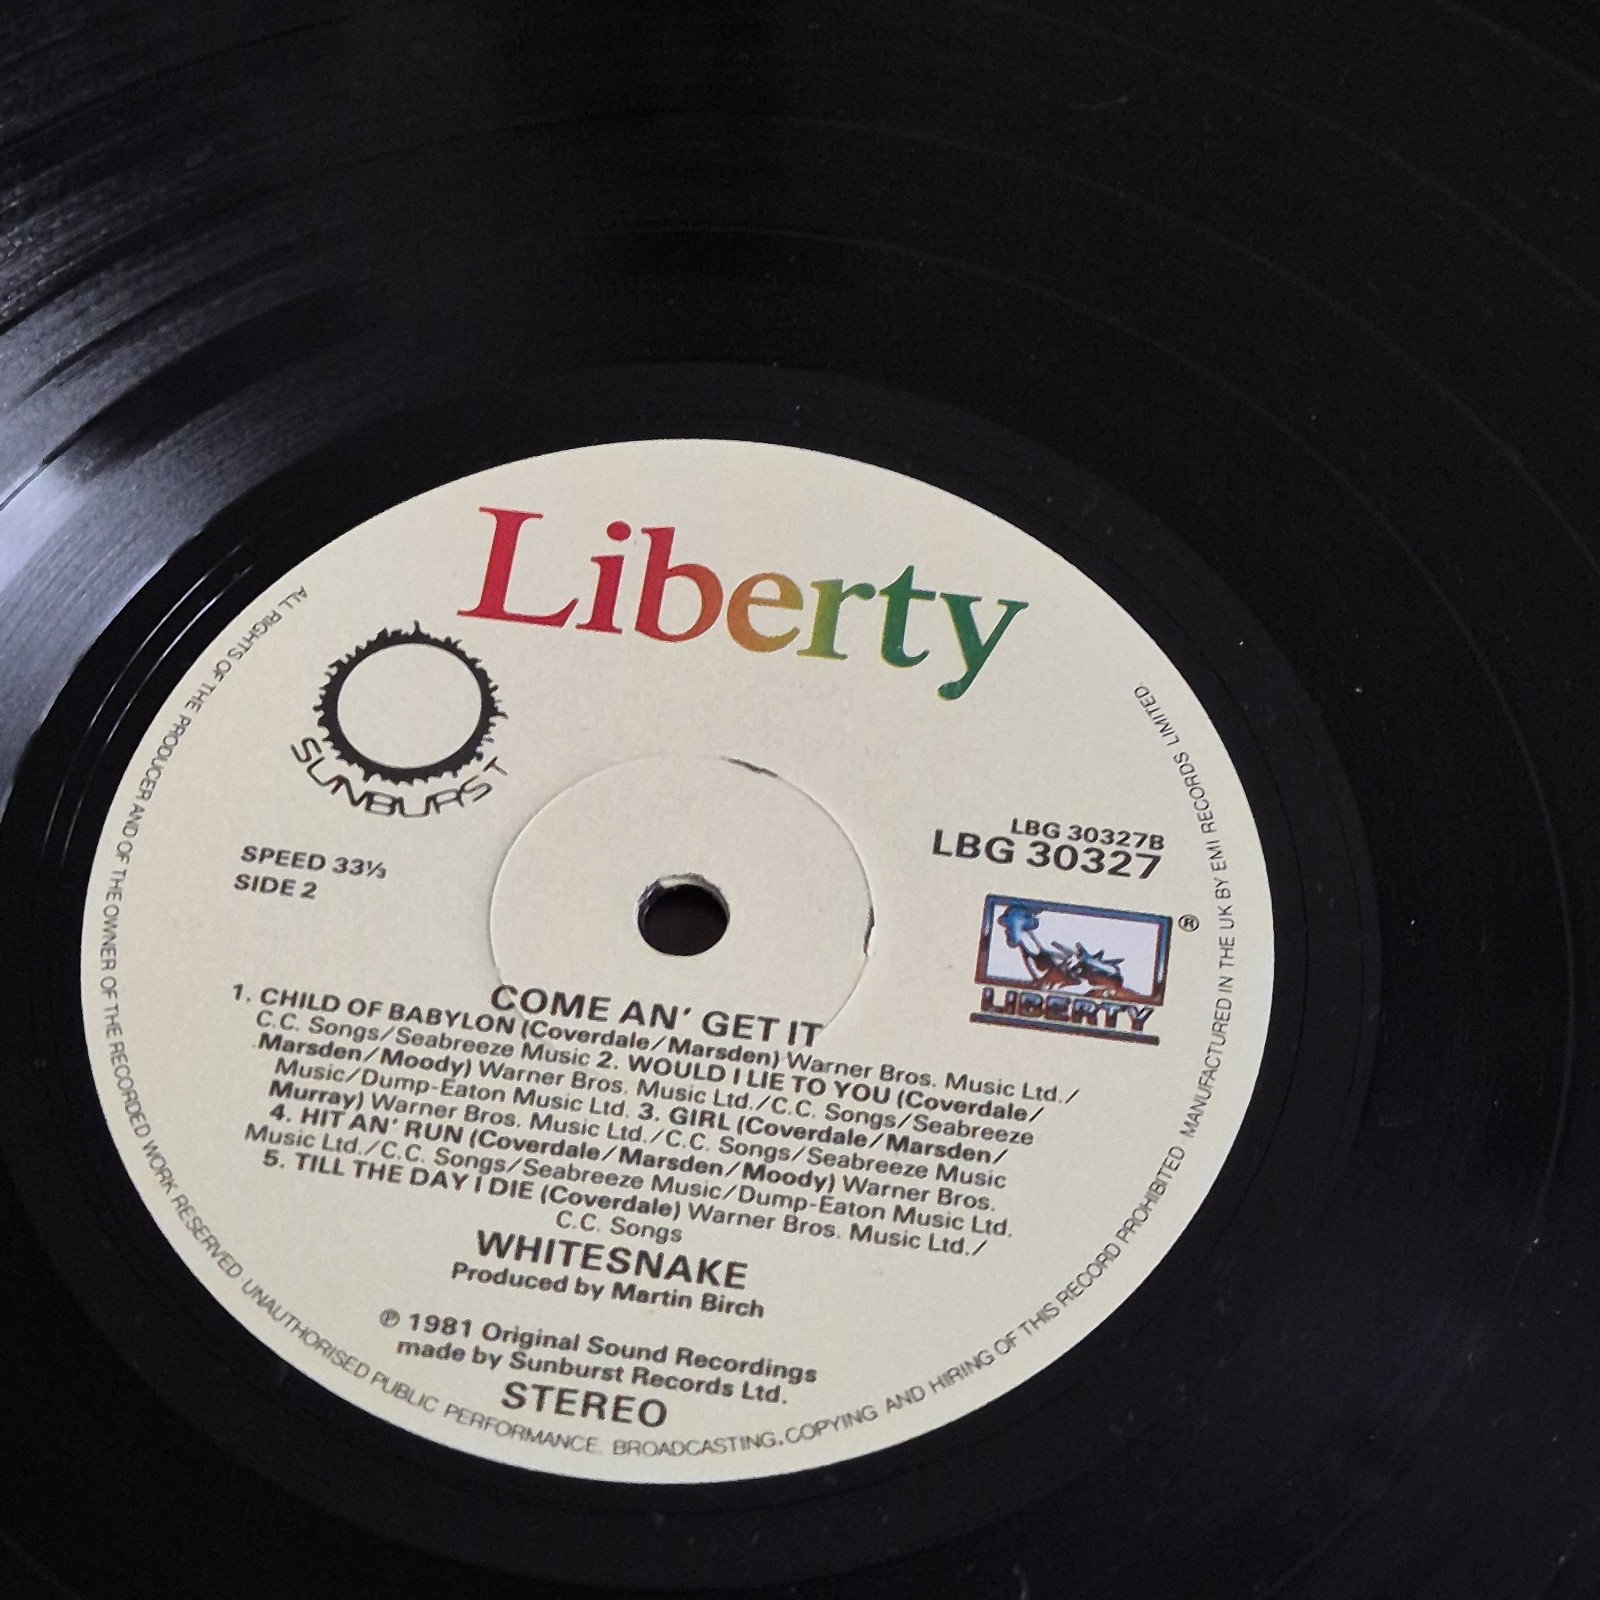 Liberty
SUNBURST
SPEED 33⅓
SIDE 2
LBG 30327B
LBG 30327
®
LIBERTY
COME AN' GET IT
1. CHILD OF BABYLON (Coverdale/Marsden) Warner Bros. Music Ltd./
C.C. Songs/Seabreeze Music 2. WOULD I LIE TO YOU (Coverdale/
Marsden/Moody) Warner Bros. Music Ltd./C.C. Songs/Seabreeze
Music/Dump-Eaton Music Ltd. 3. GIRL (Coverdale/Marsden/
Murray) Warner Bros. Music Ltd./C.C. Songs/Seabreeze Music
4. HIT AN' RUN (Coverdale/Marsden/Moody) Warner Bros.
Music Ltd./C.C. Songs/Seabreeze Music/Dump-Eaton Music Ltd.
5. TILL THE DAY I DIE (Coverdale) Warner Bros. Music Ltd./
C.C. Songs
WHITESNAKE
Produced by Martin Birch
℗ 1981 Original Sound Recordings
made by Sunburst Records Ltd.
STEREO
ALL RIGHTS OF THE PRODUCER AND OF THE OWNER OF THE RECORDED WORK RESERVED UNAUTHORISED PUBLIC PERFORMANCE. BROADCASTING, COPYING AND HIRING OF THIS RECORD PROHIBITED MANUFACTURED IN THE UK BY EMI RECORDS LIMITED.